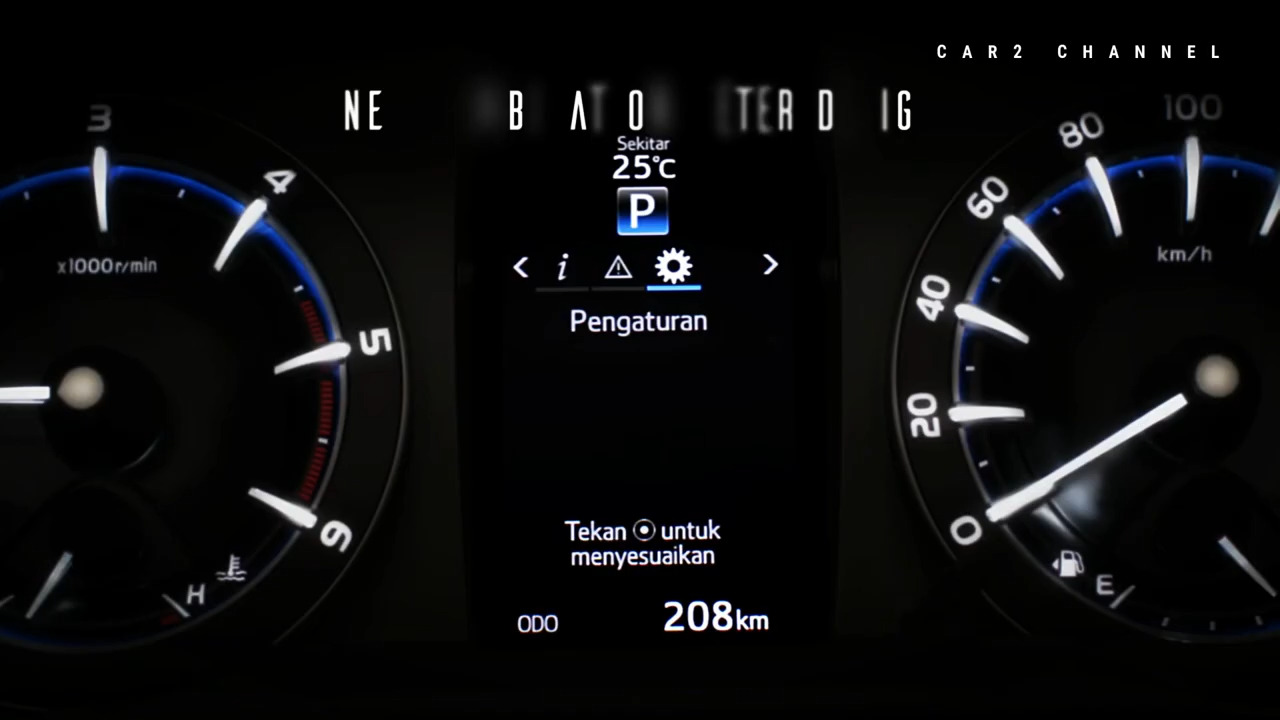 CAR2 CHANNEL
3
4
5
6
x1000r/min
H
Sekitar
25°C
P
i
Pengaturan
Tekan untuk
menyesuaikan
ODO 208km
100
80
60
40
20
0
km/h
E